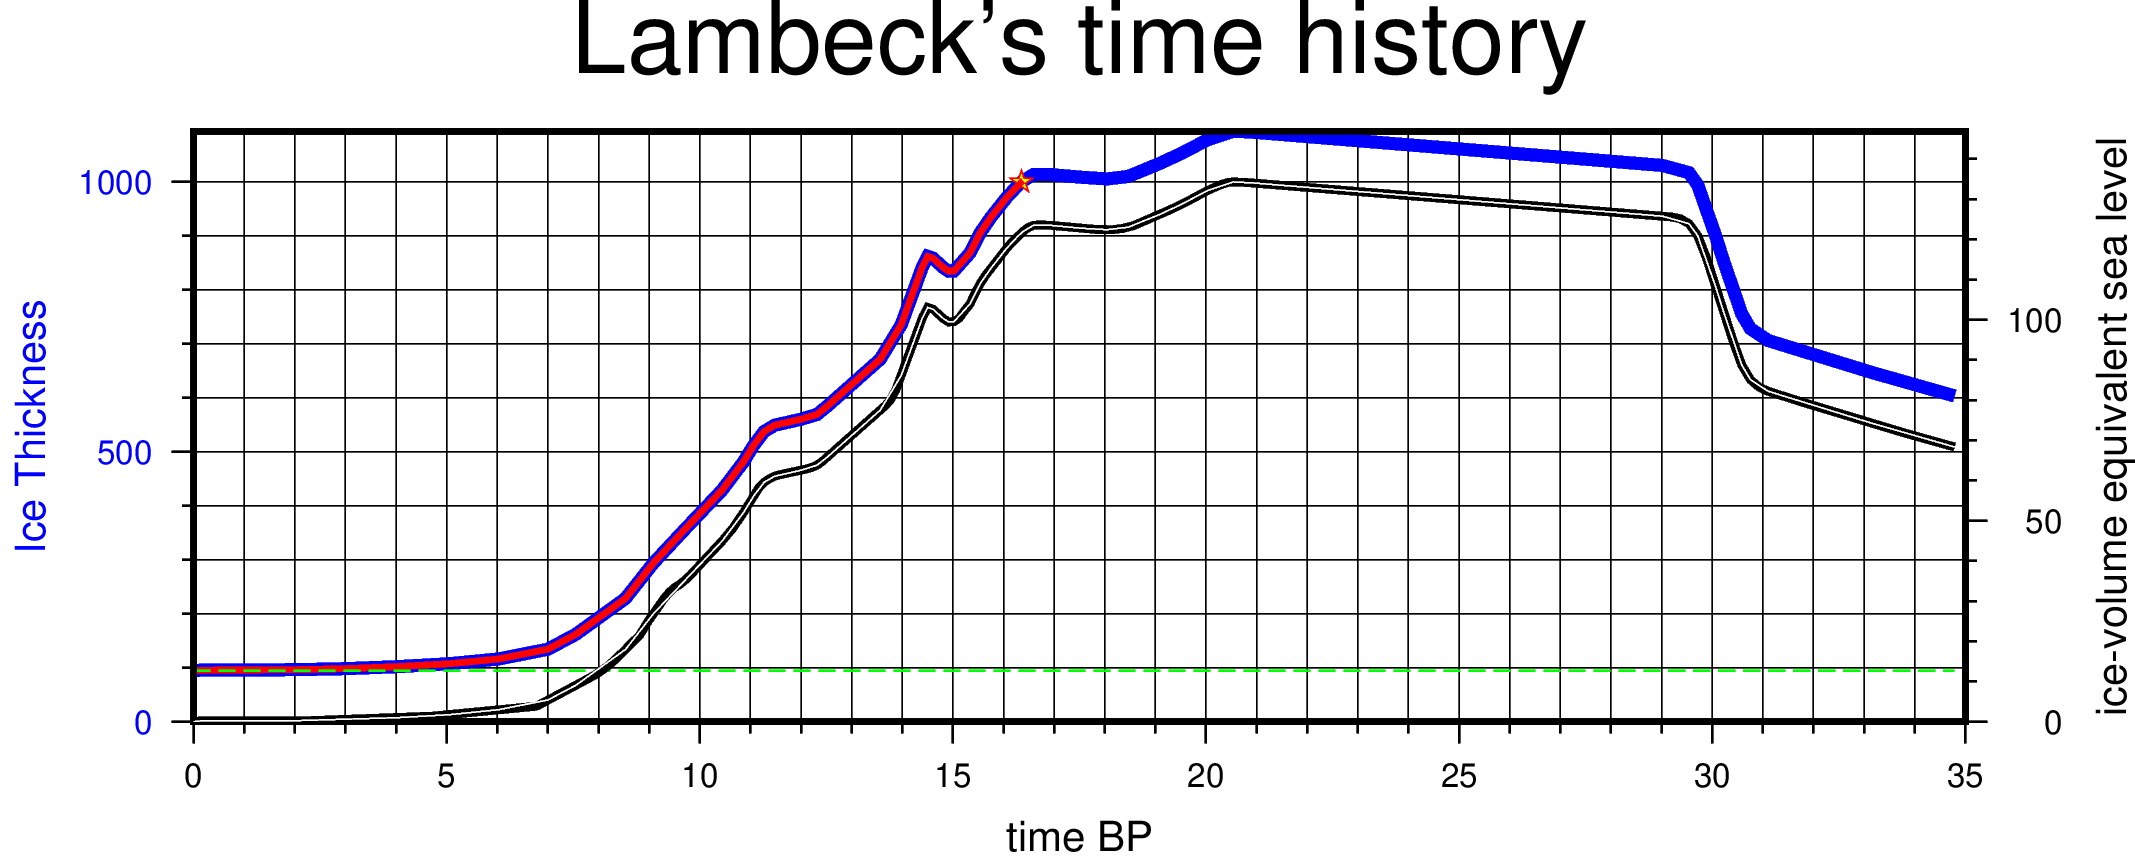 Lambeck's time history
Ice Thickness
1000
500
0
ice-volume equivalent sea level
100
50
0
0 5 10 15 20 25 30 35
time BP